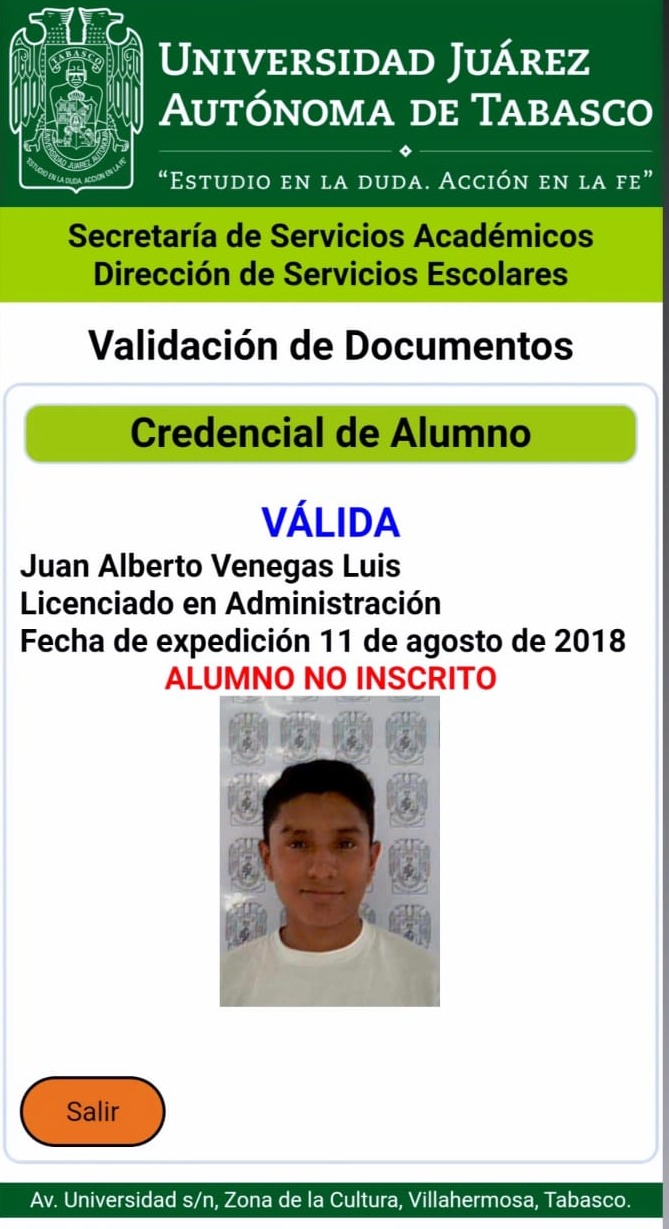 TABASCO
UNIVERSIDAD JUÁREZ AUTÓNOMA
"ESTUDIO EN LA DUDA. ACCIÓN EN LA FE"
UNIVERSIDAD JUÁREZ
AUTÓNOMA DE TABASCO
“ESTUDIO EN LA DUDA. ACCIÓN EN LA FE”
Secretaría de Servicios Académicos
Dirección de Servicios Escolares
Validación de Documentos
Credencial de Alumno
VÁLIDA
Juan Alberto Venegas Luis
Licenciado en Administración
Fecha de expedición 11 de agosto de 2018
ALUMNO NO INSCRITO
Salir
Av. Universidad s/n, Zona de la Cultura, Villahermosa, Tabasco.